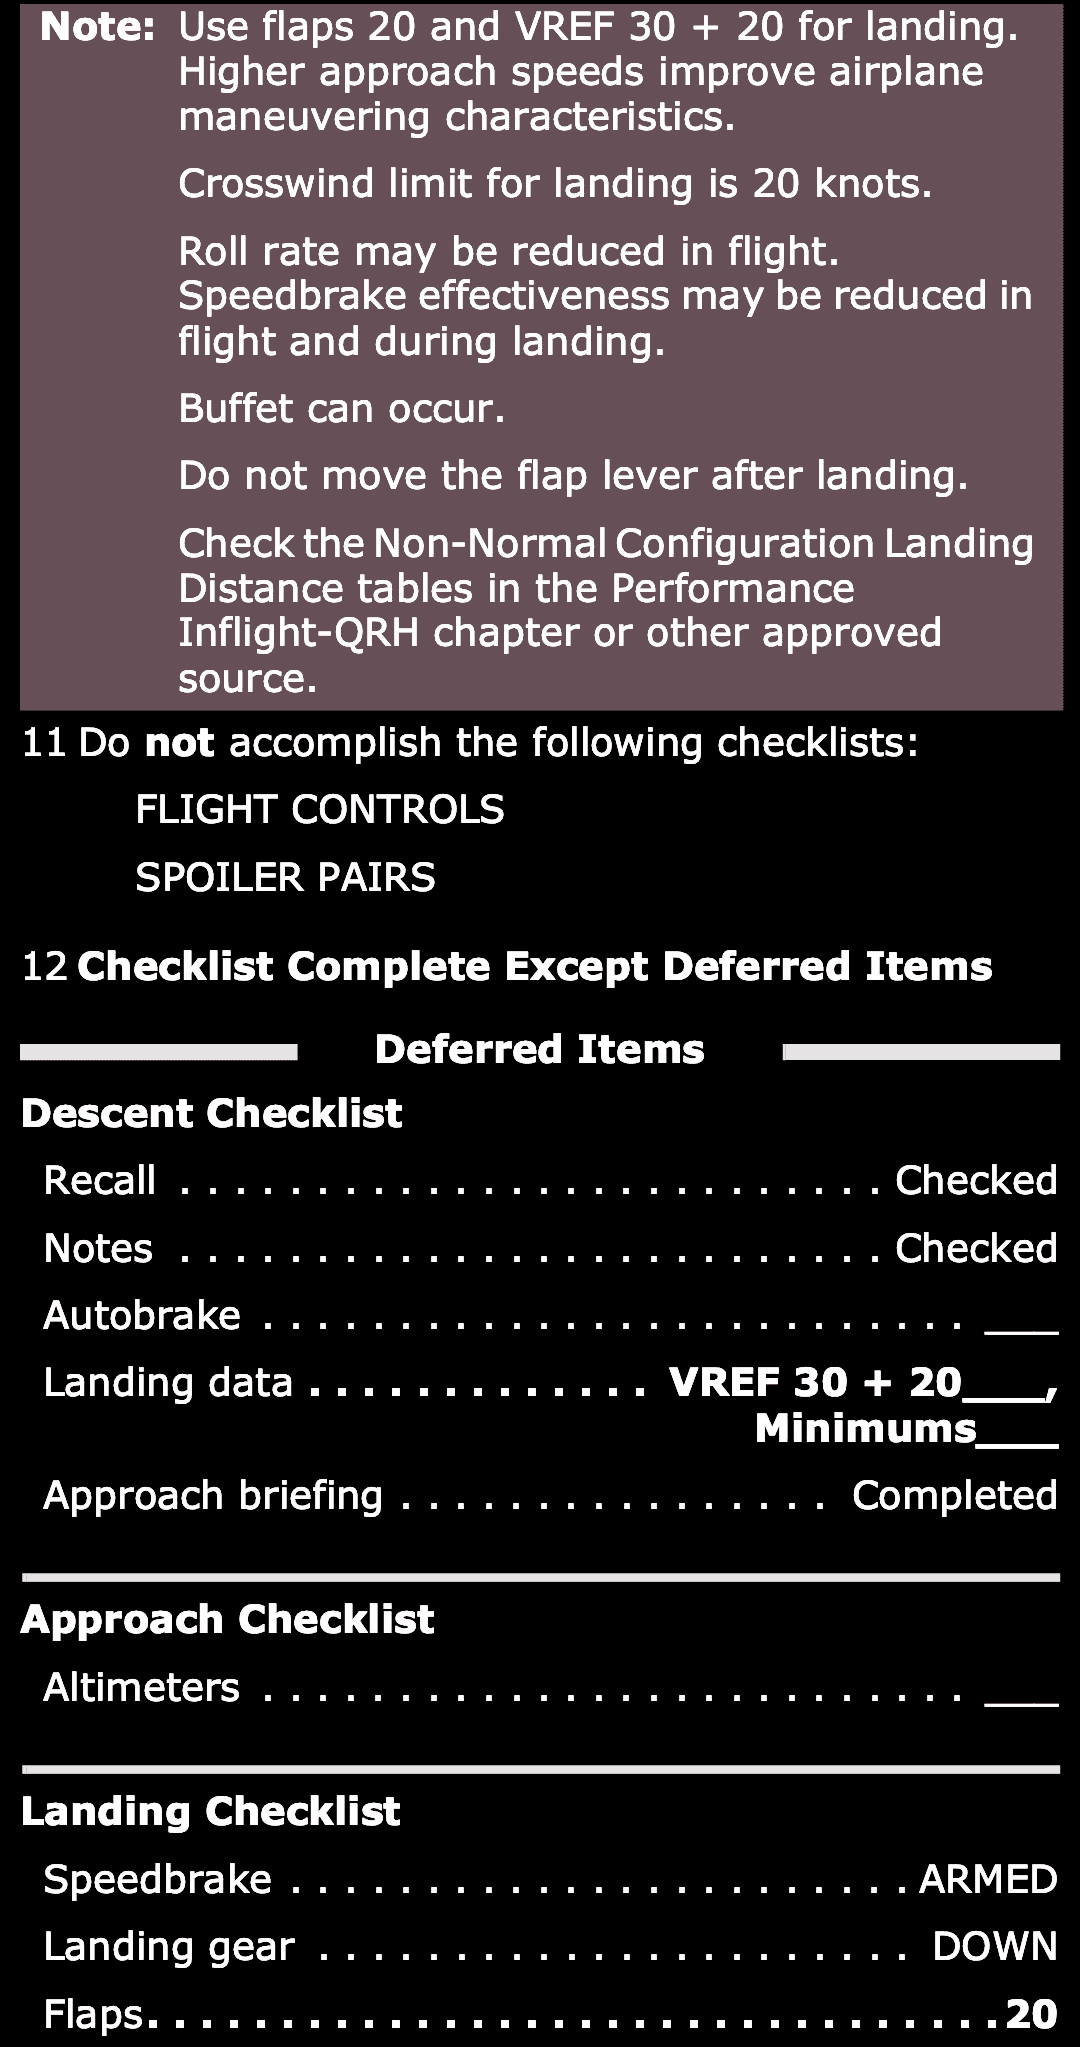 Note: Use flaps 20 and VREF 30 + 20 for landing.
Higher approach speeds improve airplane
maneuvering characteristics.
Crosswind limit for landing is 20 knots.
Roll rate may be reduced in flight.
Speedbrake effectiveness may be reduced in
flight and during landing.
Buffet can occur.
Do not move the flap lever after landing.
Check the Non-Normal Configuration Landing
Distance tables in the Performance
Inflight-QRH chapter or other approved
source.
11 Do not accomplish the following checklists:
FLIGHT CONTROLS
SPOILER PAIRS
12 Checklist Complete Except Deferred Items
Deferred Items
Descent Checklist
Recall . . . . . . . . . . . . . . . . . . . . . . . . . . Checked
Notes . . . . . . . . . . . . . . . . . . . . . . . . . . Checked
Autobrake . . . . . . . . . . . . . . . . . . . . . . . . . . ___
Landing data . . . . . . . . . . . . . VREF 30 + 20___,
Minimums___
Approach briefing . . . . . . . . . . . . . . . . Completed
Approach Checklist
Altimeters . . . . . . . . . . . . . . . . . . . . . . . . . . ___
Landing Checklist
Speedbrake . . . . . . . . . . . . . . . . . . . . . . . ARMED
Landing gear . . . . . . . . . . . . . . . . . . . . . . DOWN
Flaps. . . . . . . . . . . . . . . . . . . . . . . . . . . . . . . . 20